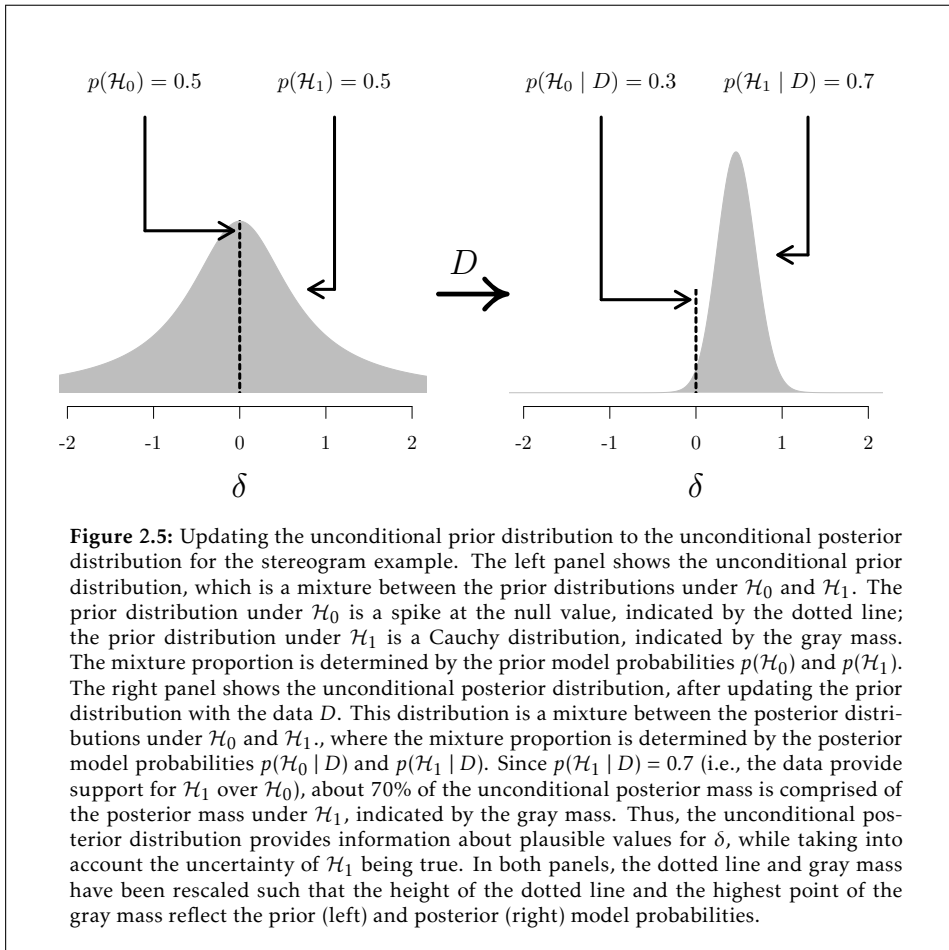 p(ℋ₀) = 0.5 p(ℋ₁) = 0.5
p(ℋ₀ | D) = 0.3 p(ℋ₁ | D) = 0.7
D
-2 -1 0 1 2
δ
-2 -1 0 1 2
δ
Figure 2.5: Updating the unconditional prior distribution to the unconditional posterior
distribution for the stereogram example. The left panel shows the unconditional prior
distribution, which is a mixture between the prior distributions under ℋ₀ and ℋ₁. The
prior distribution under ℋ₀ is a spike at the null value, indicated by the dotted line;
the prior distribution under ℋ₁ is a Cauchy distribution, indicated by the gray mass.
The mixture proportion is determined by the prior model probabilities p(ℋ₀) and p(ℋ₁).
The right panel shows the unconditional posterior distribution, after updating the prior
distribution with the data D. This distribution is a mixture between the posterior distri-
butions under ℋ₀ and ℋ₁., where the mixture proportion is determined by the posterior
model probabilities p(ℋ₀ | D) and p(ℋ₁ | D). Since p(ℋ₁ | D) = 0.7 (i.e., the data provide
support for ℋ₁ over ℋ₀), about 70% of the unconditional posterior mass is comprised of
the posterior mass under ℋ₁, indicated by the gray mass. Thus, the unconditional pos-
terior distribution provides information about plausible values for δ, while taking into
account the uncertainty of ℋ₁ being true. In both panels, the dotted line and gray mass
have been rescaled such that the height of the dotted line and the highest point of the
gray mass reflect the prior (left) and posterior (right) model probabilities.